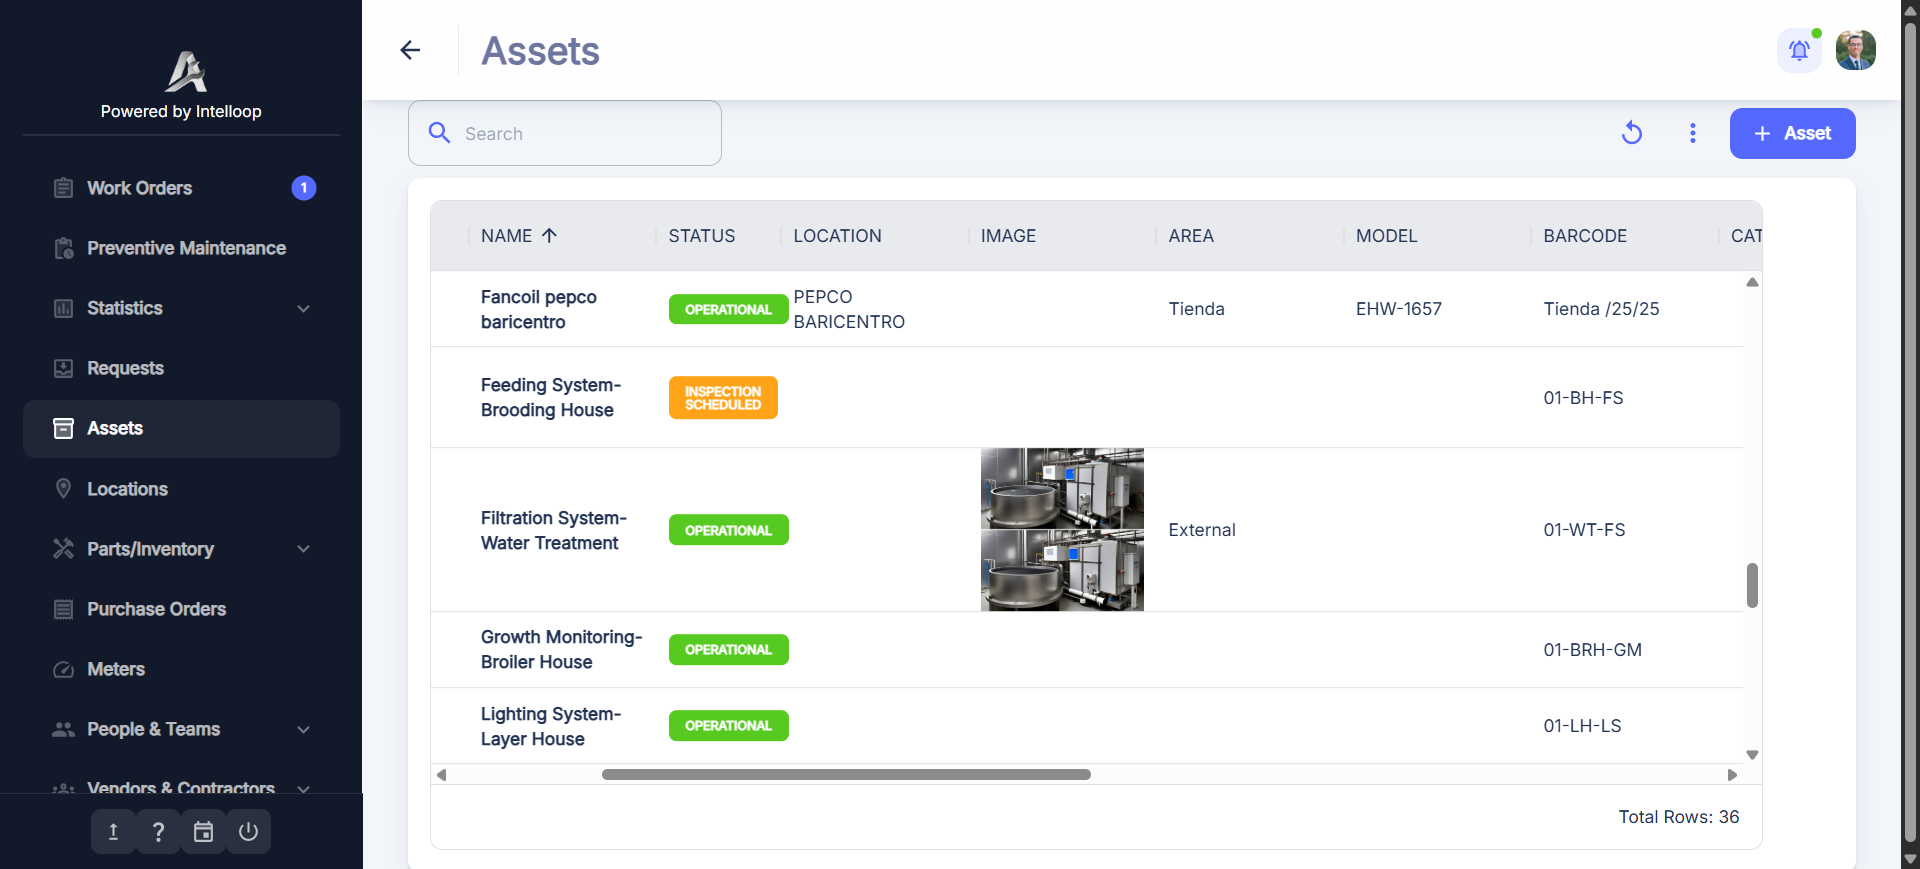 Powered by Intelloop
Work Orders
1
Preventive Maintenance
Statistics
Requests
Assets
Locations
Parts/Inventory
Purchase Orders
Meters
People & Teams
Vendors & Contractors
?
Assets
Search
+ Asset
NAME
STATUS
LOCATION
IMAGE
AREA
MODEL
BARCODE
CAT
Fancoil pepco
baricentro
OPERATIONAL
PEPCO
BARICENTRO
Tienda
EHW-1657
Tienda /25/25
Feeding System-
Brooding House
INSPECTION
SCHEDULED
01-BH-FS
Filtration System-
Water Treatment
OPERATIONAL
External
01-WT-FS
Growth Monitoring-
Broiler House
OPERATIONAL
01-BRH-GM
Lighting System-
Layer House
OPERATIONAL
01-LH-LS
Total Rows: 36